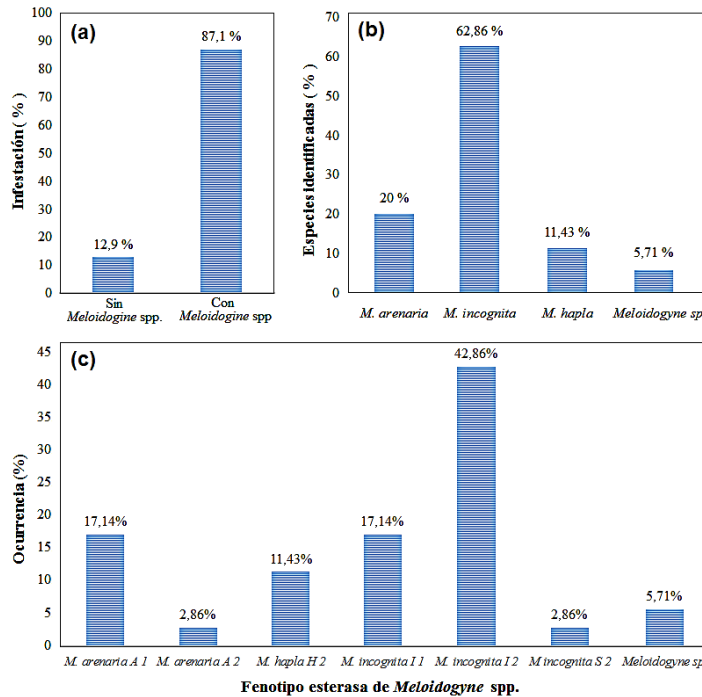 (a)
Infestación ( % )
100
90
80
70
60
50
40
30
20
10
0
12,9 %
87,1 %
Sin
Meloidogine spp.
Con
Meloidogine spp
(b)
Especies identificadas ( % )
70
60
50
40
30
20
10
0
20 %
62,86 %
11,43 %
5,71 %
M. arenaria
M. incognita
M. hapla
Meloidogyne sp
(c)
Ocurrencia (%)
45
40
35
30
25
20
15
10
5
0
17,14%
2,86%
11,43%
17,14%
42,86%
2,86%
5,71%
M. arenaria A 1
M. arenaria A 2
M. hapla H 2
M. incognita I 1
M. incognita I 2
M incognita S 2
Meloidogyne sp
Fenotipo esterasa de Meloidogyne spp.